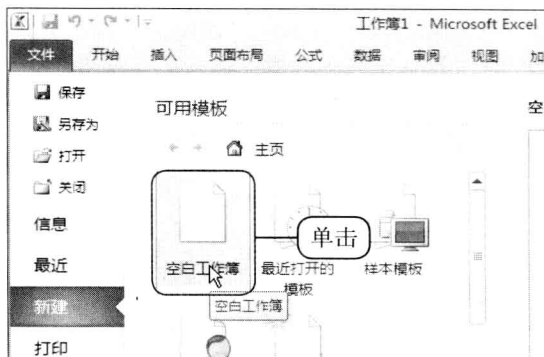 工作簿1 - Microsoft Excel
文件 开始 插入 页面布局 公式 数据 审阅 视图 加
保存
另存为
打开
关闭
信息
最近
新建
打印
可用模板
主页
空白工作簿
单击
最近打开的
模板
样本模板
空白工作簿
空